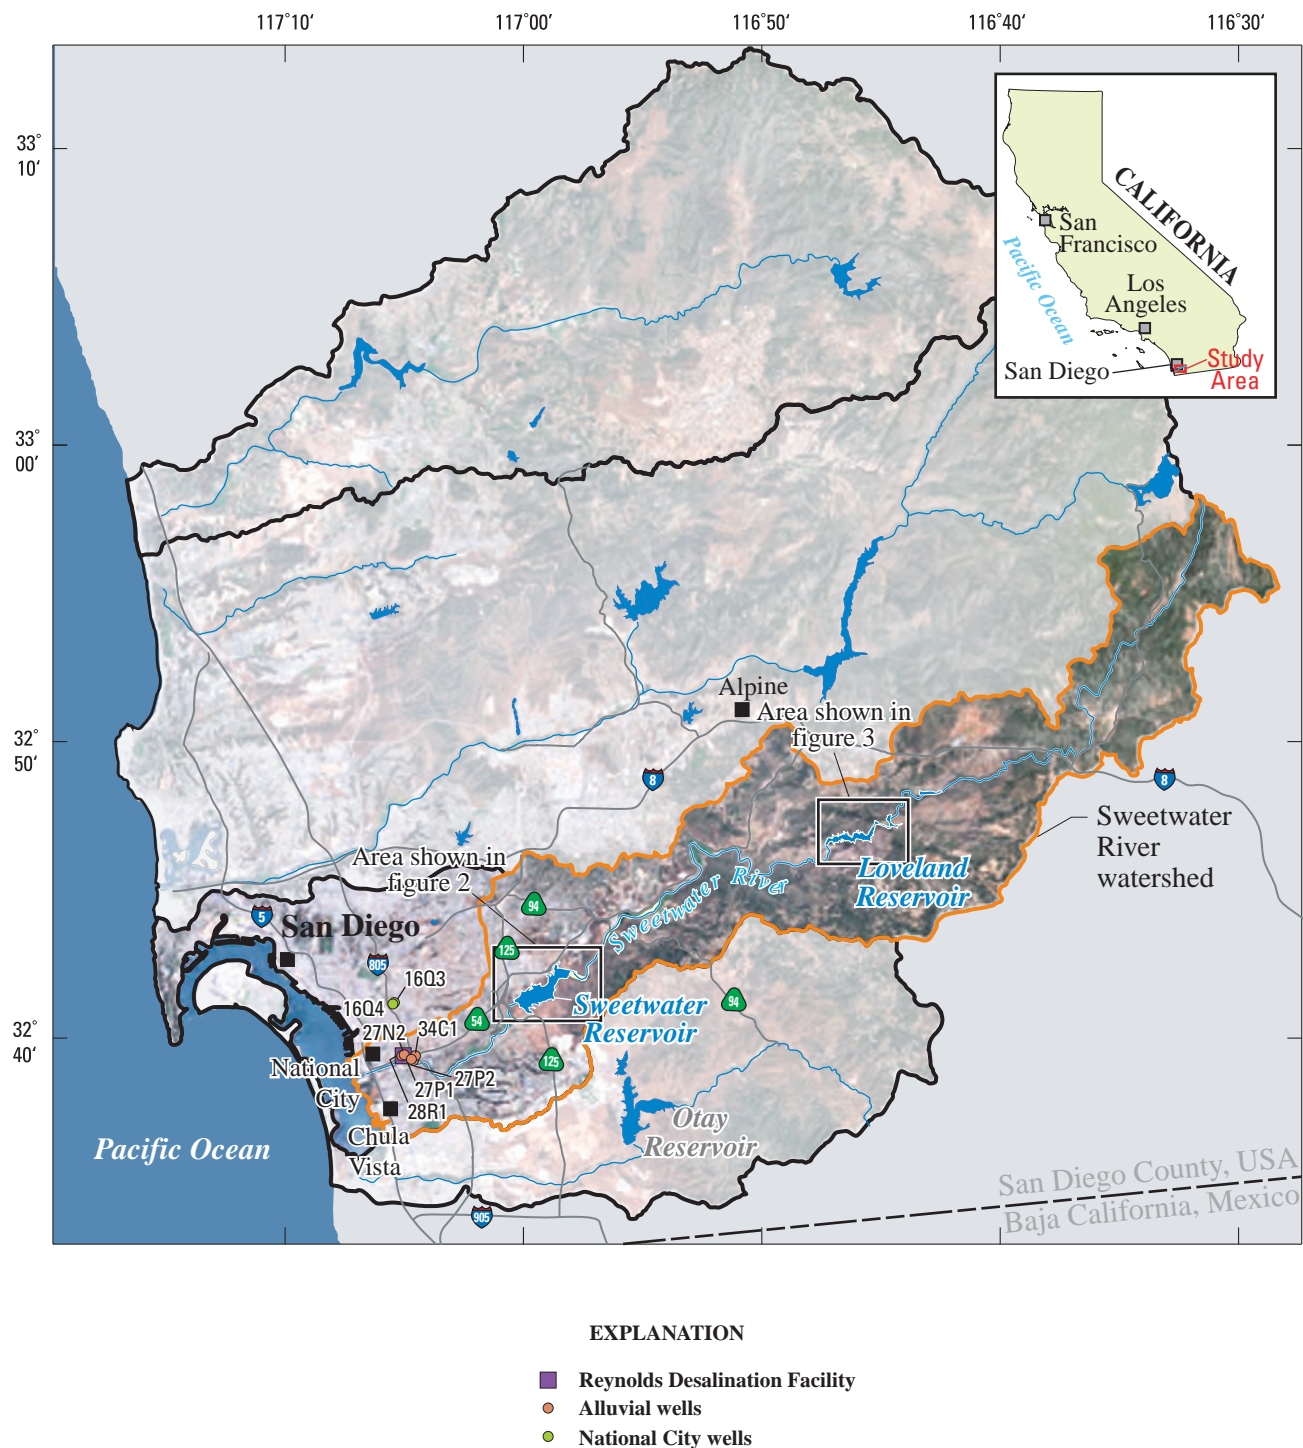 117°10′
117°00′
116°50′
116°40′
116°30′
33°
10′
33°
00′
32°
50′
32°
40′
CALIFORNIA
San
Francisco
Pacific Ocean
Los
Angeles
San Diego
Study
Area
Alpine
Area shown in
figure 3
8
8
Sweetwater
River
watershed
Loveland
Reservoir
Area shown in
figure 2
Sweetwater River
94
5
San Diego
125
805
16Q3
16Q4
Sweetwater
Reservoir
94
54
27N2
34C1
125
National
City
27P2
27P1
28R1
Otay
Reservoir
Chula
Vista
Pacific Ocean
San Diego County, USA
Baja California, Mexico
905
EXPLANATION
Reynolds Desalination Facility
Alluvial wells
National City wells